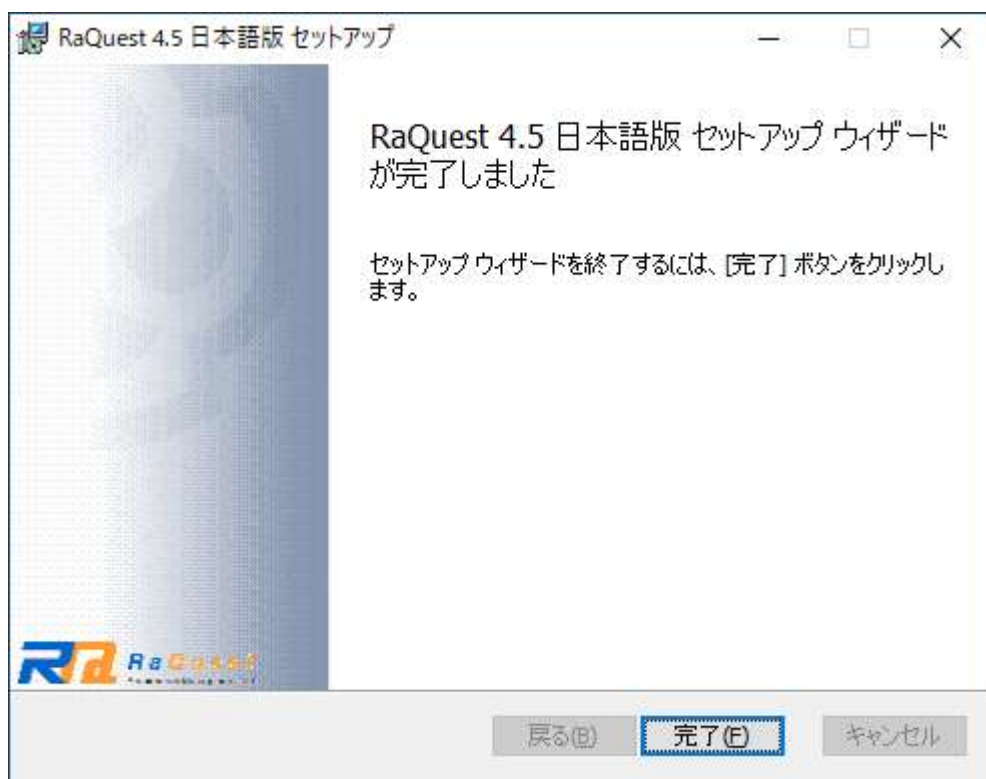 RaQuest 4.5 日本語版 セットアップ
RaQuest 4.5 日本語版 セットアップ ウィザード
が完了しました
セットアップ ウィザードを終了するには、[完了] ボタンをクリックし
ます。
Ra RaQuest
戻る(B) 完了(F) キャンセル